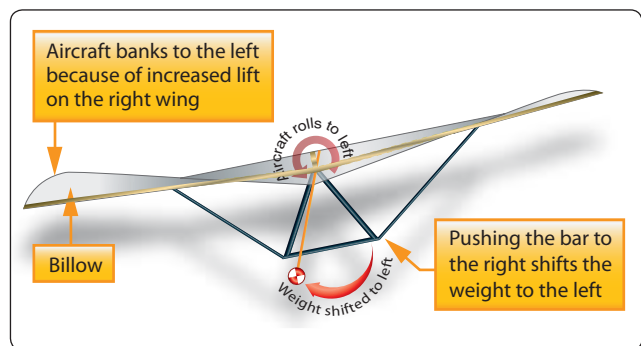 Aircraft banks to the left
because of increased lift
on the right wing
Aircraft rolls to left
Billow
Weight shifted to left
Pushing the bar to
the right shifts the
weight to the left